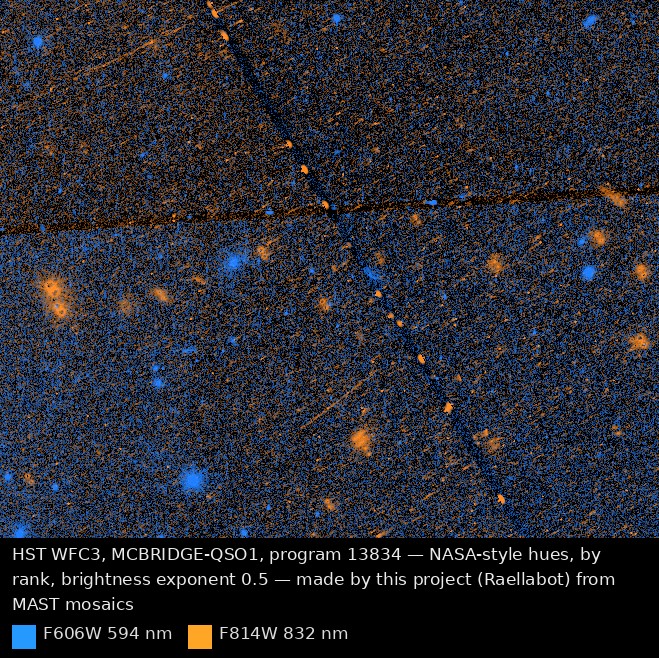 HST WFC3, MCBRIDGE-QSO1, program 13834 — NASA-style hues, by
rank, brightness exponent 0.5 — made by this project (Raellabot) from
MAST mosaics
F606W 594 nm F814W 832 nm